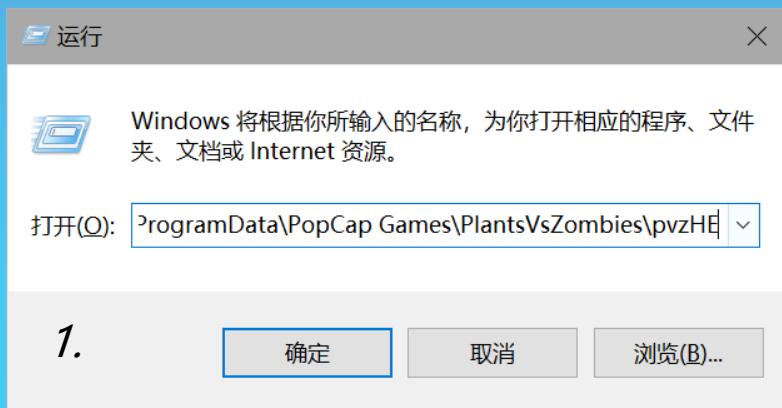 运行
Windows 将根据你所输入的名称，为你打开相应的程序、文件
夹、文档或 Internet 资源。
打开(O): ProgramData\PopCap Games\PlantsVsZombies\pvzHE
1.
确定 取消 浏览(B)...